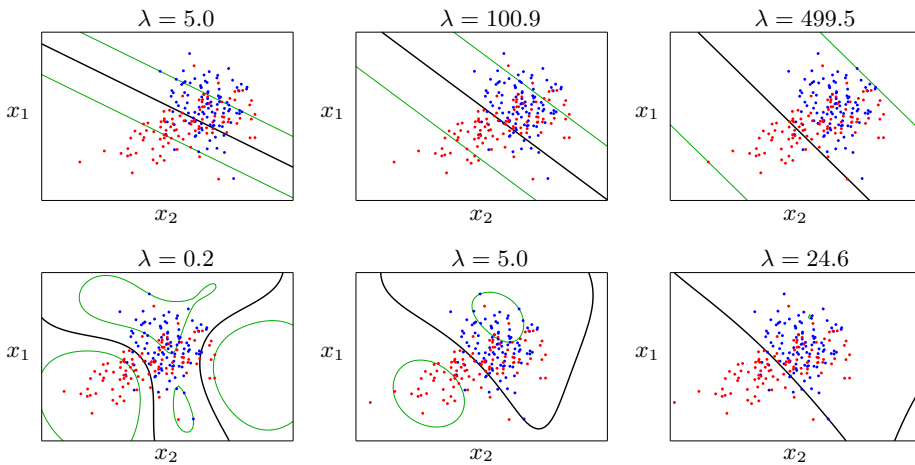 λ = 5.0 λ = 100.9 λ = 499.5
x₁ x₁ x₁
x₂ x₂ x₂
λ = 0.2 λ = 5.0 λ = 24.6
x₁ x₁ x₁
x₂ x₂ x₂